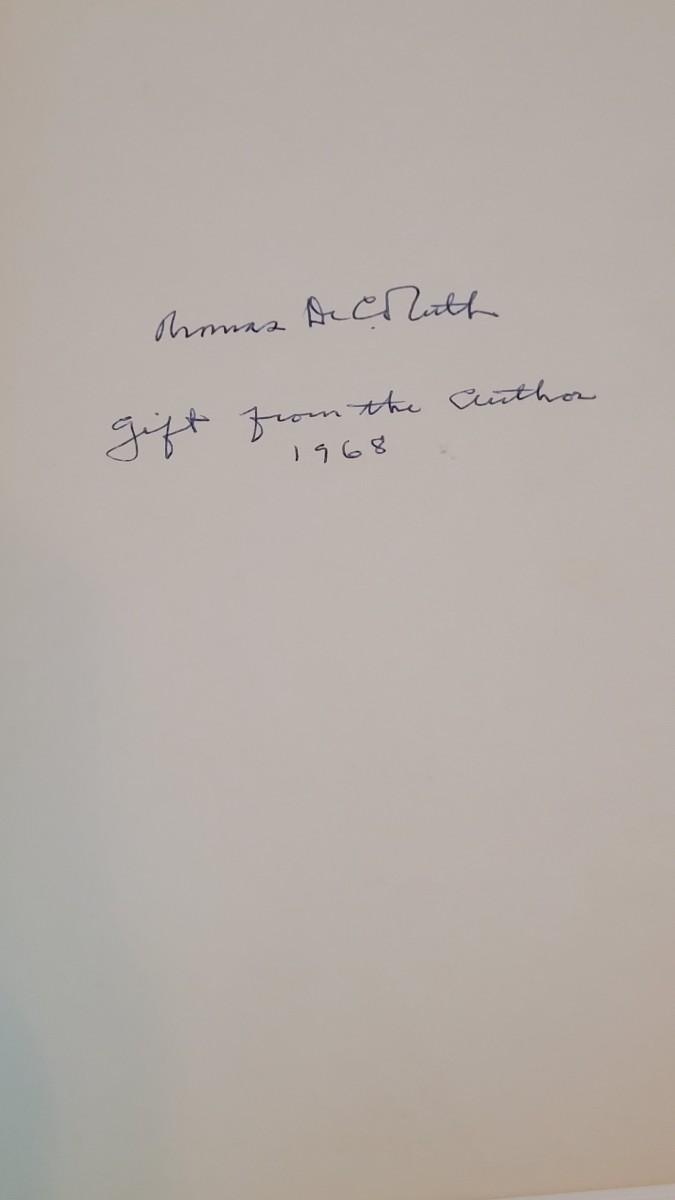 Thomas De C. Ruth
Gift from the author
1968